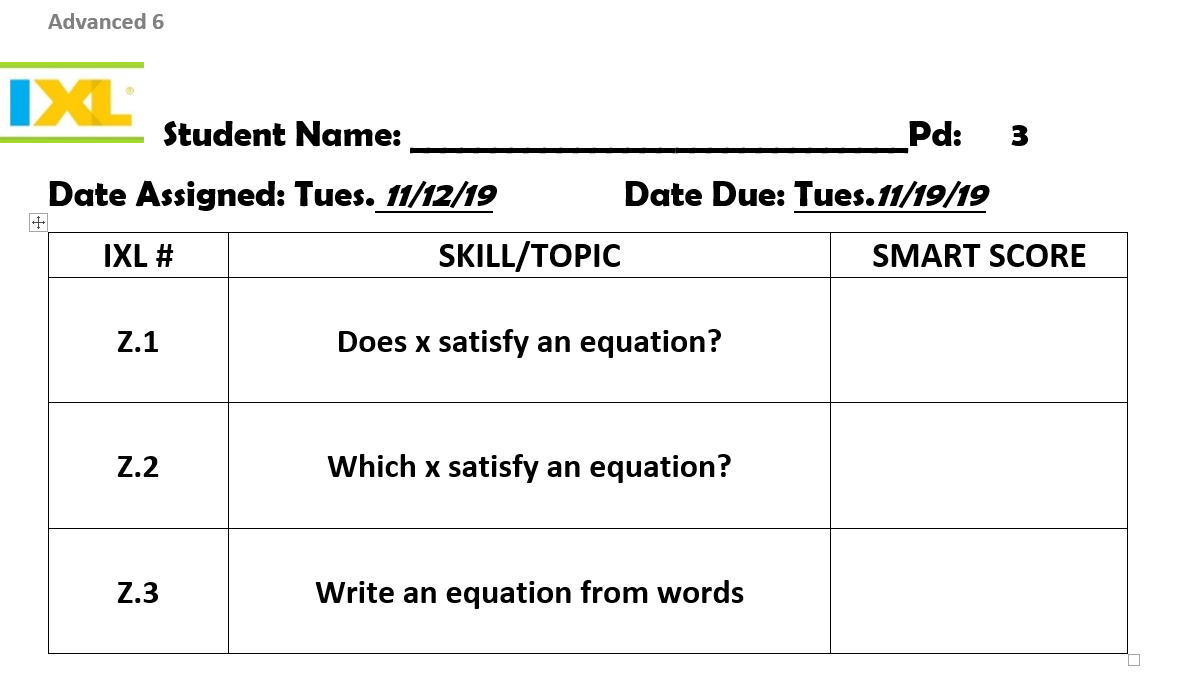 Advanced 6
IXL®
Student Name: ______________________________Pd: 3
Date Assigned: Tues. 11/12/19 Date Due: Tues.11/19/19
IXL # SKILL/TOPIC SMART SCORE
Z.1 Does x satisfy an equation?
Z.2 Which x satisfy an equation?
Z.3 Write an equation from words